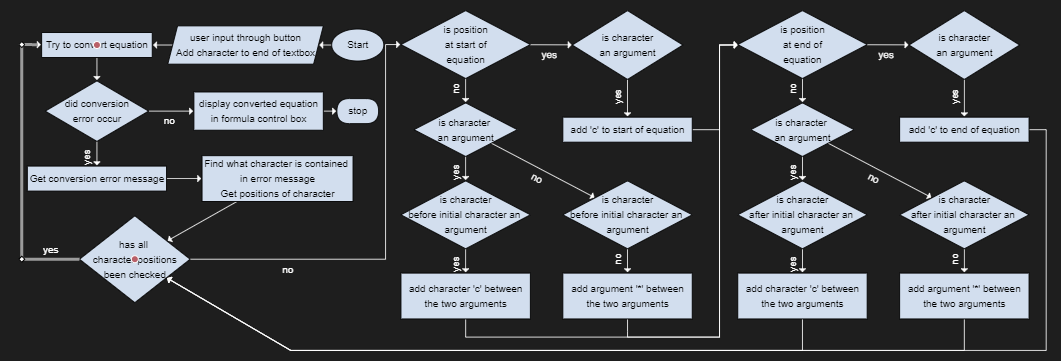 Start
user input through button
Add character to end of textbox
Try to convert equation
did conversion
error occur
no
display converted equation
in formula control box
stop
yes
Get conversion error message
Find what character is contained
in error message
Get positions of character
has all
character positions
been checked
yes
no
is position
at start of
equation
yes
is character
an argument
no
yes
is character
an argument
add 'c' to start of equation
yes
no
is character
before initial character an
argument
is character
before initial character an
argument
yes
no
add character 'c' between
the two arguments
add argument '*' between
the two arguments
is position
at end of
equation
yes
is character
an argument
no
yes
is character
an argument
add 'c' to end of equation
yes
no
is character
after initial character an
argument
is character
after initial character an
argument
yes
no
add character 'c' between
the two arguments
add argument '*' between
the two arguments